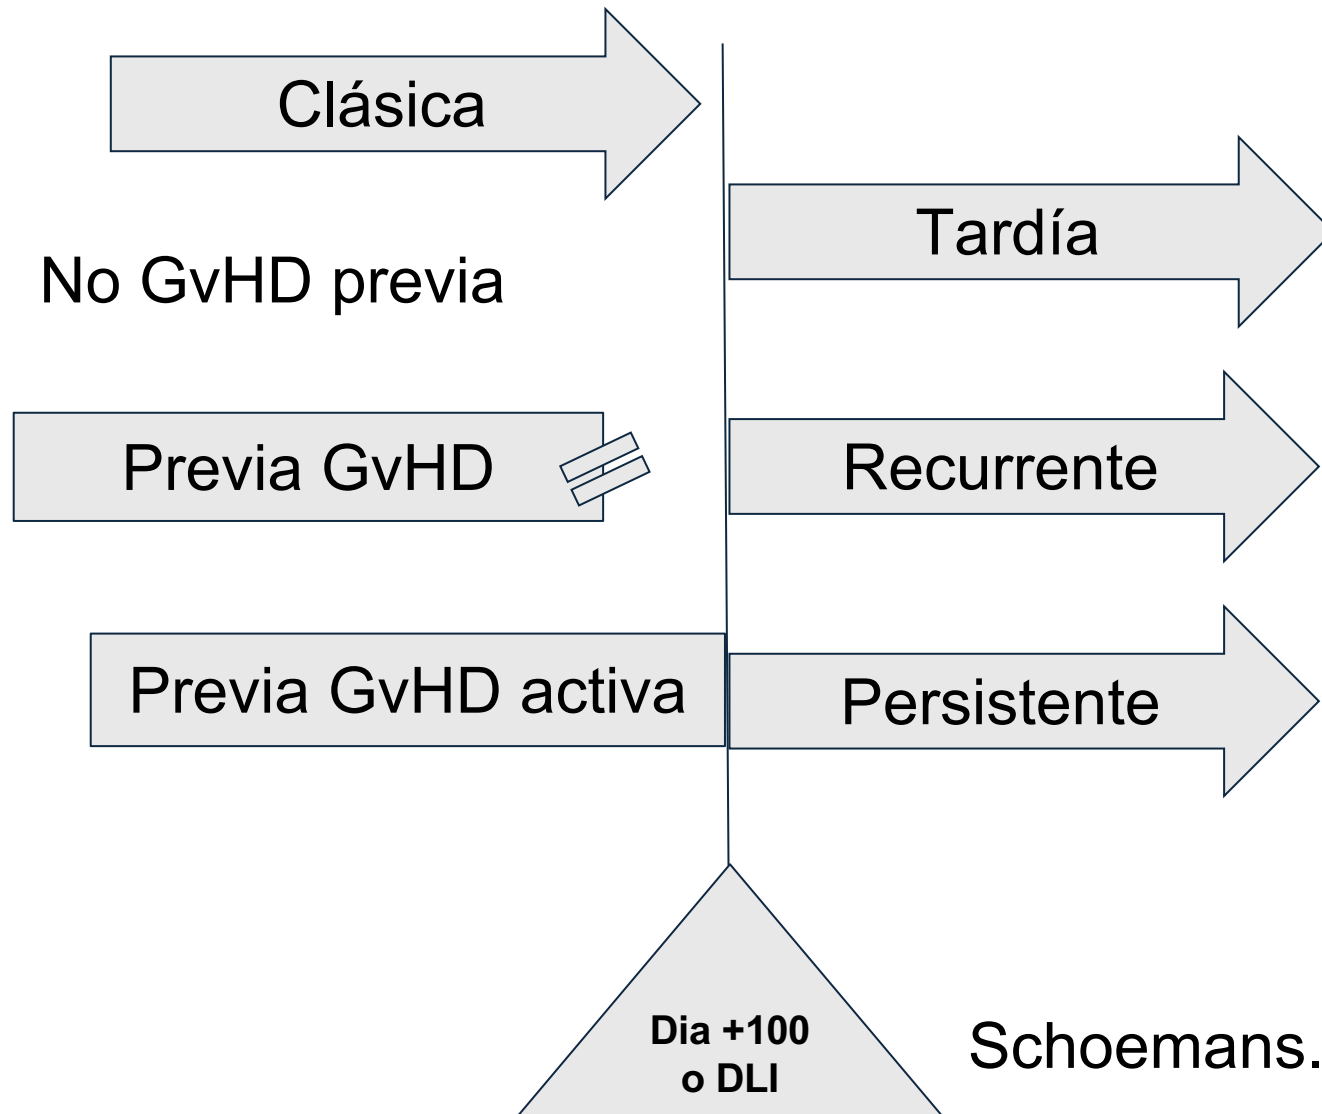 Clásica
Tardía
No GvHD previa
Previa GvHD
Recurrente
Previa GvHD activa
Persistente
Dia +100
o DLI
Schoemans.